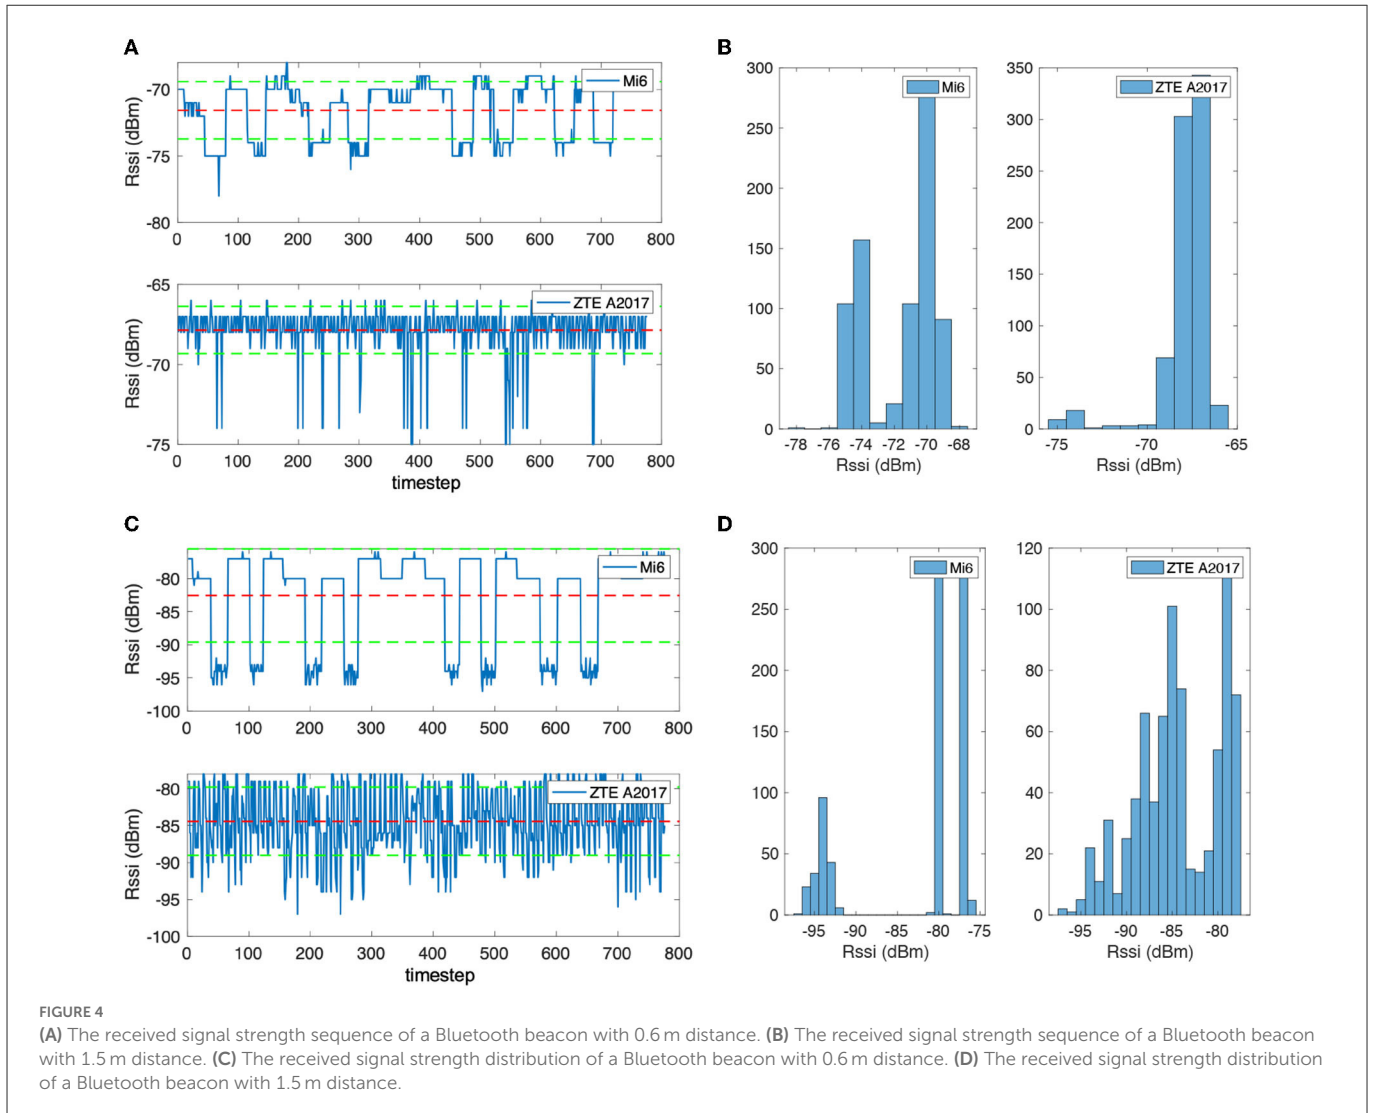 A
Rssi (dBm)
-70
-75
-80
0 100 200 300 400 500 600 700 800
Mi6
Rssi (dBm)
-65
-70
-75
0 100 200 300 400 500 600 700 800
ZTE A2017
timestep
B
300
250
200
150
100
50
0
-78 -76 -74 -72 -70 -68
Rssi (dBm)
Mi6
350
300
250
200
150
100
50
0
-75 -70 -65
Rssi (dBm)
ZTE A2017
C
Rssi (dBm)
-80
-85
-90
-95
-100
0 100 200 300 400 500 600 700 800
Mi6
Rssi (dBm)
-80
-85
-90
-95
-100
0 100 200 300 400 500 600 700 800
ZTE A2017
timestep
D
300
250
200
150
100
50
0
-95 -90 -85 -80 -75
Rssi (dBm)
Mi6
120
100
80
60
40
20
0
-95 -90 -85 -80
Rssi (dBm)
ZTE A2017
FIGURE 4
(A) The received signal strength sequence of a Bluetooth beacon with 0.6 m distance. (B) The received signal strength sequence of a Bluetooth beacon
with 1.5 m distance. (C) The received signal strength distribution of a Bluetooth beacon with 0.6 m distance. (D) The received signal strength distribution
of a Bluetooth beacon with 1.5 m distance.